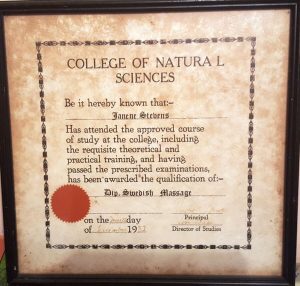 COLLEGE OF NATURAL
SCIENCES
Be it hereby known that:-
Janene Stevens
Has attended the approved course
of study at the college, including
the requisite theoretical and
practical training, and having
passed the prescribed examinations,
has been awarded the qualification of:-
Dip. Swedish Massage
on the day
of 19
Principal
Director of Studies